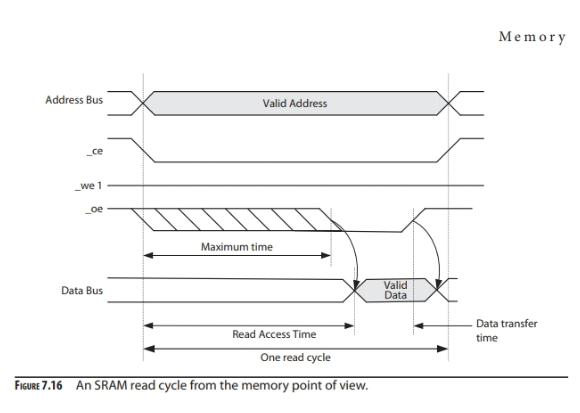 Memory
Address Bus
Valid Address
_ce
_we 1
_oe
Maximum time
Data Bus
Valid
Data
Read Access Time
Data transfer
time
One read cycle
FIGURE 7.16 An SRAM read cycle from the memory point of view.